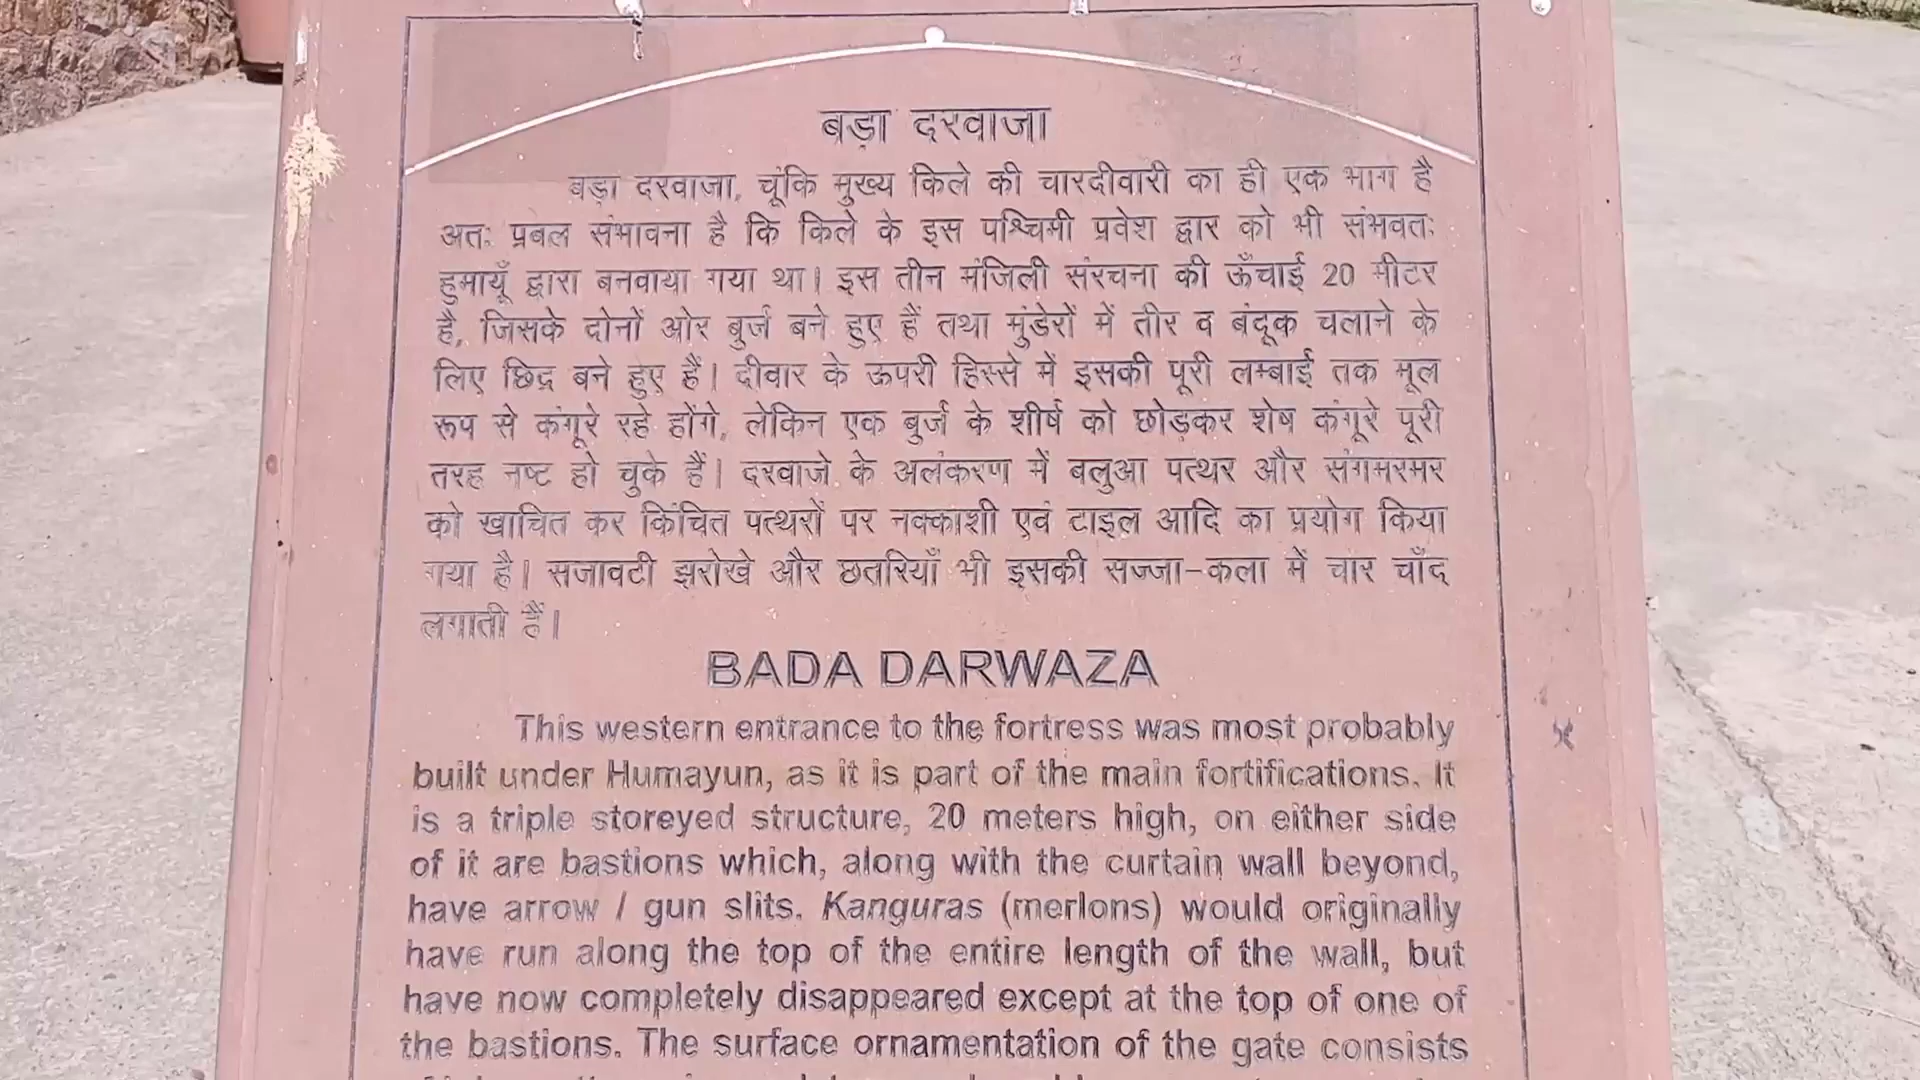 बड़ा दरवाजा
बड़ा दरवाजा, चूंकि मुख्य किले की चारदीवारी का ही एक भाग है
अतः प्रबल संभावना है कि किले के इस पश्चिमी प्रवेश द्वार को भी संभवतः
हुमायूँ द्वारा बनवाया गया था। इस तीन मंजिली संरचना की ऊँचाई 20 मीटर
है, जिसके दोनों ओर बुर्ज बने हुए हैं तथा मुंडेरों में तीर व बंदूक चलाने के
लिए छिद्र बने हुए हैं। दीवार के ऊपरी हिस्से में इसकी पूरी लम्बाई तक मूल
रूप से कंगूरे रहे होंगे, लेकिन एक बुर्ज के शीर्ष को छोड़कर शेष कंगूरे पूरी
तरह नष्ट हो चुके हैं। दरवाजे के अलंकरण में बलुआ पत्थर और संगमरमर
को खाचित कर किंचित पत्थरों पर नक्काशी एवं टाइल आदि का प्रयोग किया
गया है। सजावटी झरोखे और छतरियाँ भी इसकी सज्जा-कला में चार चाँद
लगाती हैं।
BADA DARWAZA
This western entrance to the fortress was most probably
built under Humayun, as it is part of the main fortifications. It
is a triple storeyed structure, 20 meters high, on either side
of it are bastions which, along with the curtain wall beyond,
have arrow / gun slits. Kanguras (merlons) would originally
have run along the top of the entire length of the wall, but
have now completely disappeared except at the top of one of
the bastions. The surface ornamentation of the gate consists